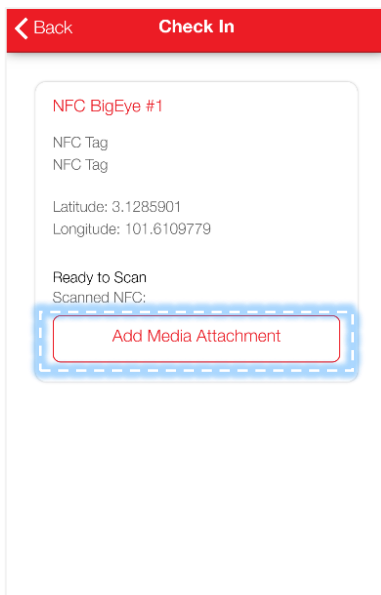 Back Check In
NFC BigEye #1
NFC Tag
NFC Tag
Latitude: 3.1285901
Longitude: 101.6109779
Ready to Scan
Scanned NFC:
Add Media Attachment